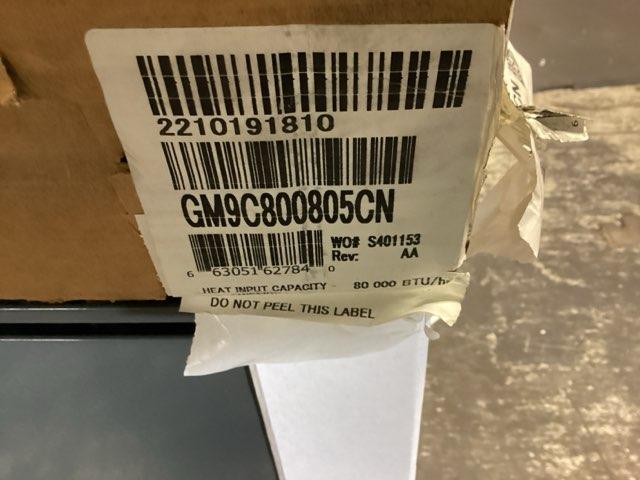 2210191810
GM9C800805CN
WO# S401153
Rev: AA
6 63051 62784 0
HEAT INPUT CAPACITY - 80 000 BTU/h
DO NOT PEEL THIS LABEL
CN